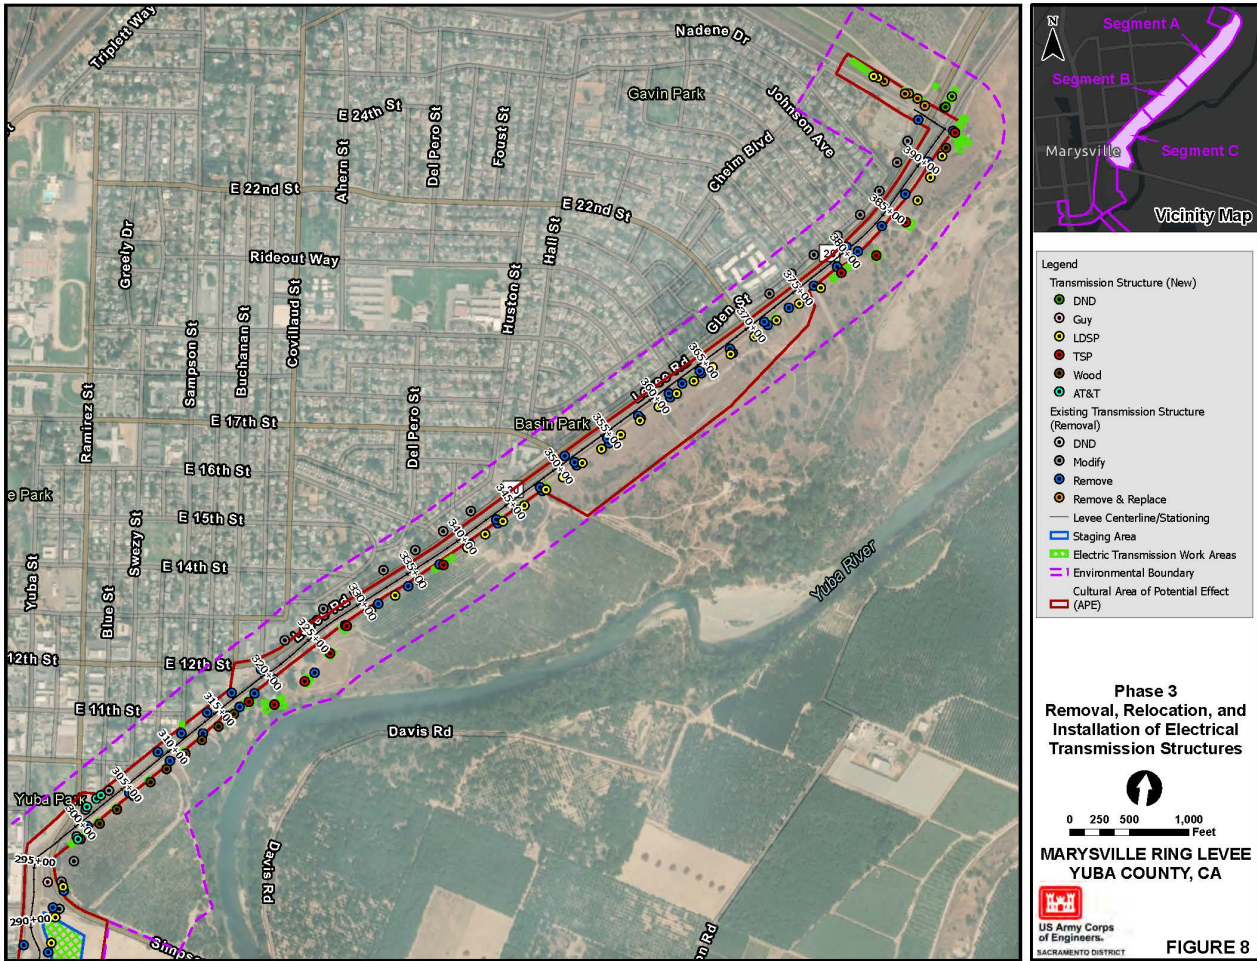 Triplett Way
Nadene Dr
Gavin Park
Johnson Ave
E 24th St
Ahern St
Del Pero St
Foust St
Cheim Blvd
390+00
E 22nd St
E 22nd St
385+00
Greely Dr
Rideout Way
Hall St
380+00
375+00
Covillaud St
Huston St
Glen St
370+00
Sampson St
Buchanan St
365+00
360+00
Ramirez St
Del Pero St
Basin Park
355+00
E 17th St
350+00
E 16th St
e Park
345+00
E 15th St
340+00
Swezy St
E 14th St
335+00
Yuba St
Blue St
330+00
Yuba River
325+00
12th St
E 12th St
320+00
E 11th St
315+00
Davis Rd
310+00
305+00
Yuba Park
300+00
295+00
Davis Rd
290+00
Simps
on Rd
N
Segment A
Segment B
Marysville
Segment C
Vicinity Map
Legend
Transmission Structure (New)
DND
Guy
LDSP
TSP
Wood
AT&T
Existing Transmission Structure
(Removal)
DND
Modify
Remove
Remove & Replace
Levee Centerline/Stationing
Staging Area
Electric Transmission Work Areas
Environmental Boundary
Cultural Area of Potential Effect
(APE)
Phase 3
Removal, Relocation, and
Installation of Electrical
Transmission Structures
0 250 500 1,000
Feet
MARYSVILLE RING LEVEE
YUBA COUNTY, CA
US Army Corps
of Engineers®
SACRAMENTO DISTRICT
FIGURE 8